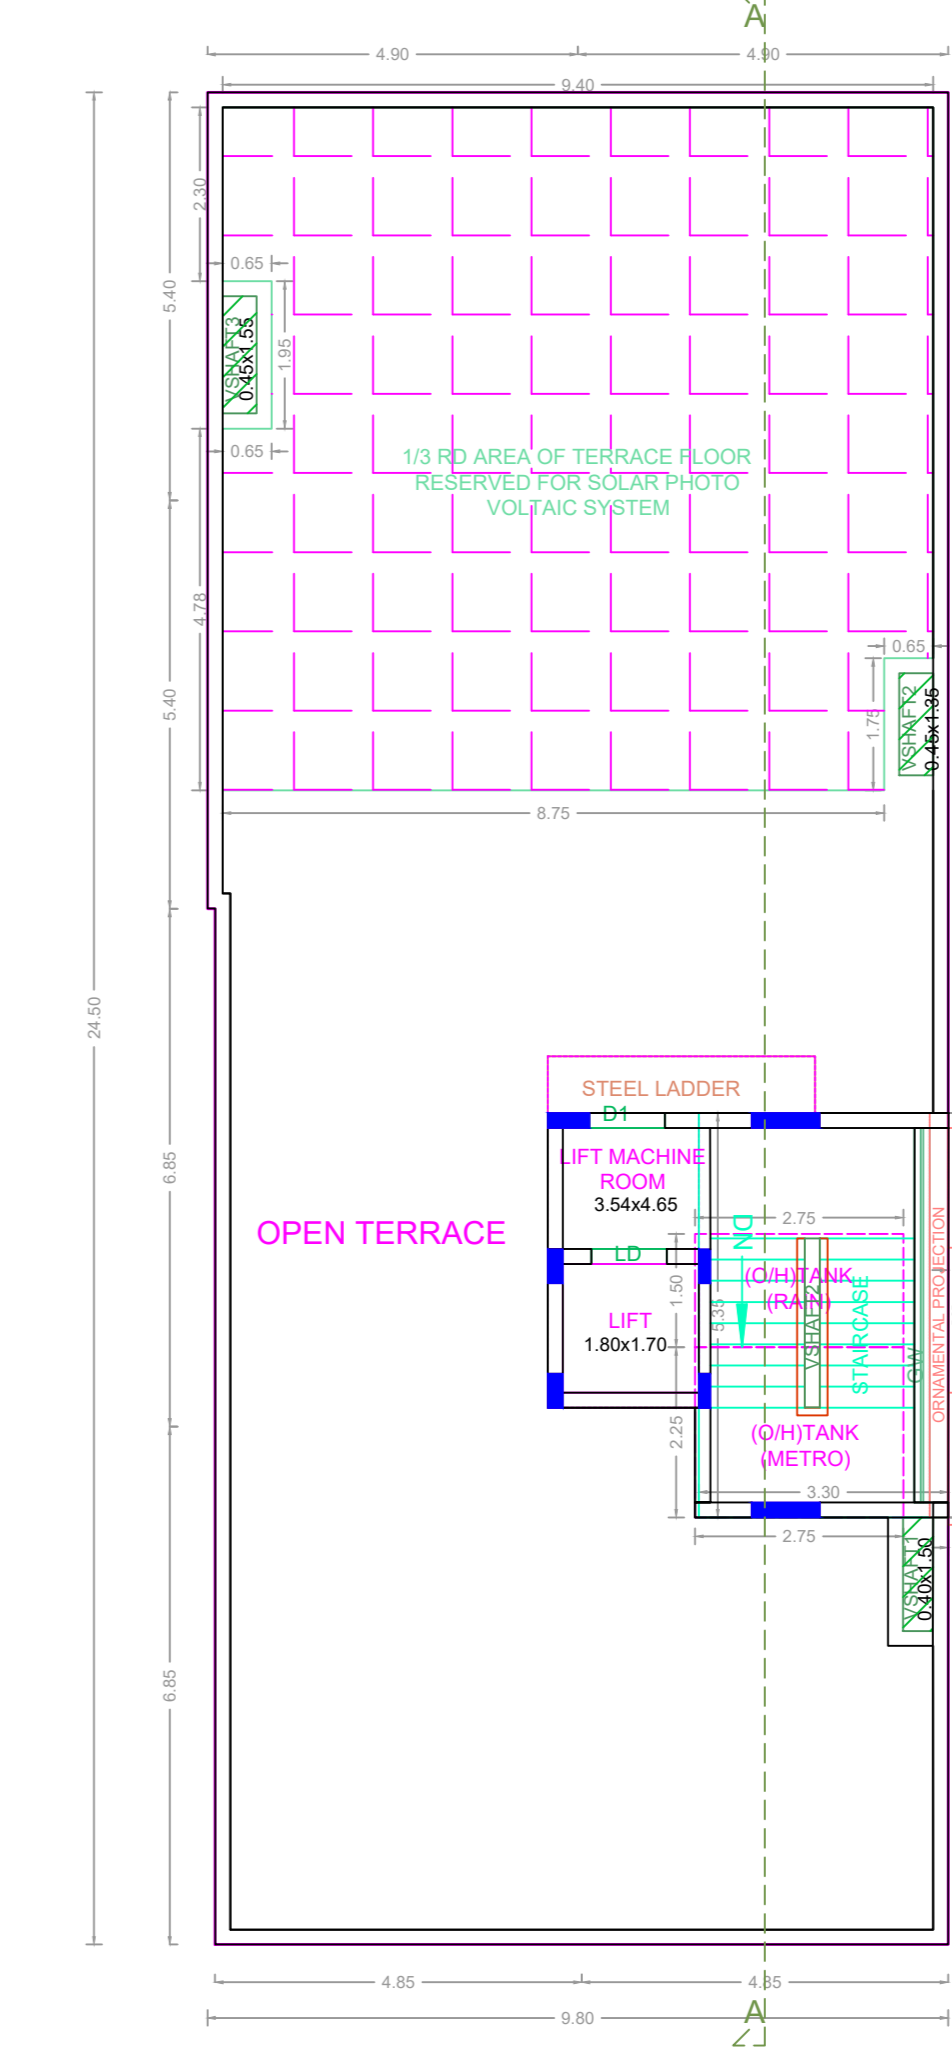 A
4.90
4.90
9.40
2.30
0.65
5.40
VSHAFT3
0.45x1.55
1.95
0.65
1/3 RD AREA OF TERRACE FLOOR
RESERVED FOR SOLAR PHOTO
VOLTAIC SYSTEM
4.78
0.65
5.40
1.75
VSHAFT2
0.45x1.35
8.75
24.50
STEEL LADDER
D1
LIFT MACHINE
ROOM
3.54x4.65
6.85
OPEN TERRACE
2.75
DN
LD
1.50
5.35
(O/H)TANK
(RAIN)
VSHAFT2
STAIRCASE
GW
ORNAMENTAL PROJECTION
LIFT
1.80x1.70
2.25
(O/H)TANK
(METRO)
3.30
2.75
VSHAFT1
0.40x1.50
6.85
4.85
4.85
A
9.80